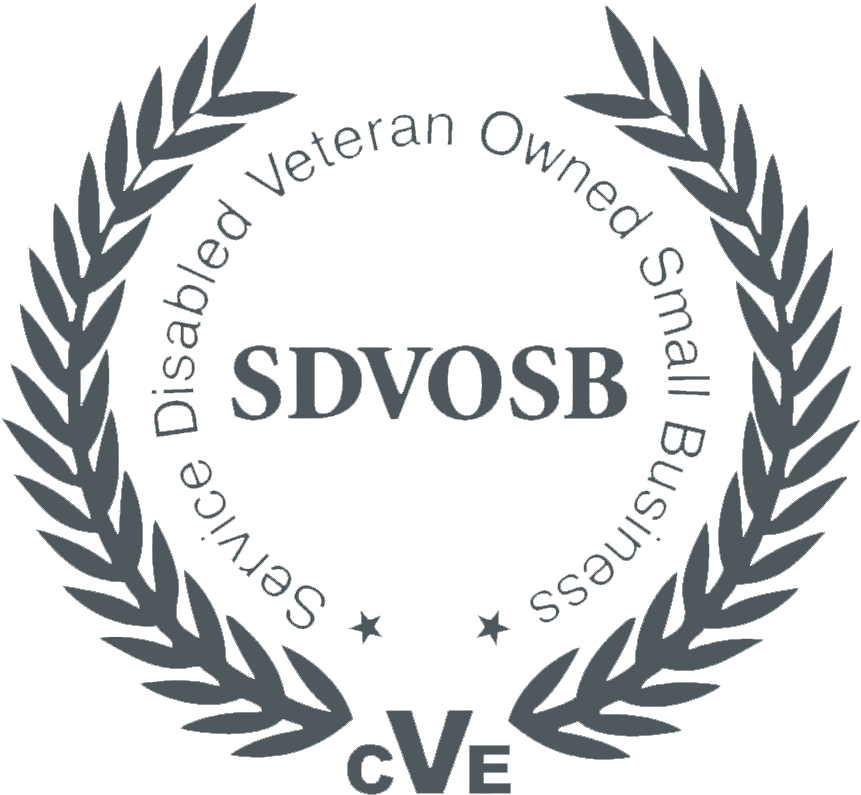 Service Disabled Veteran Owned Small Business
SDVOSB
CVE